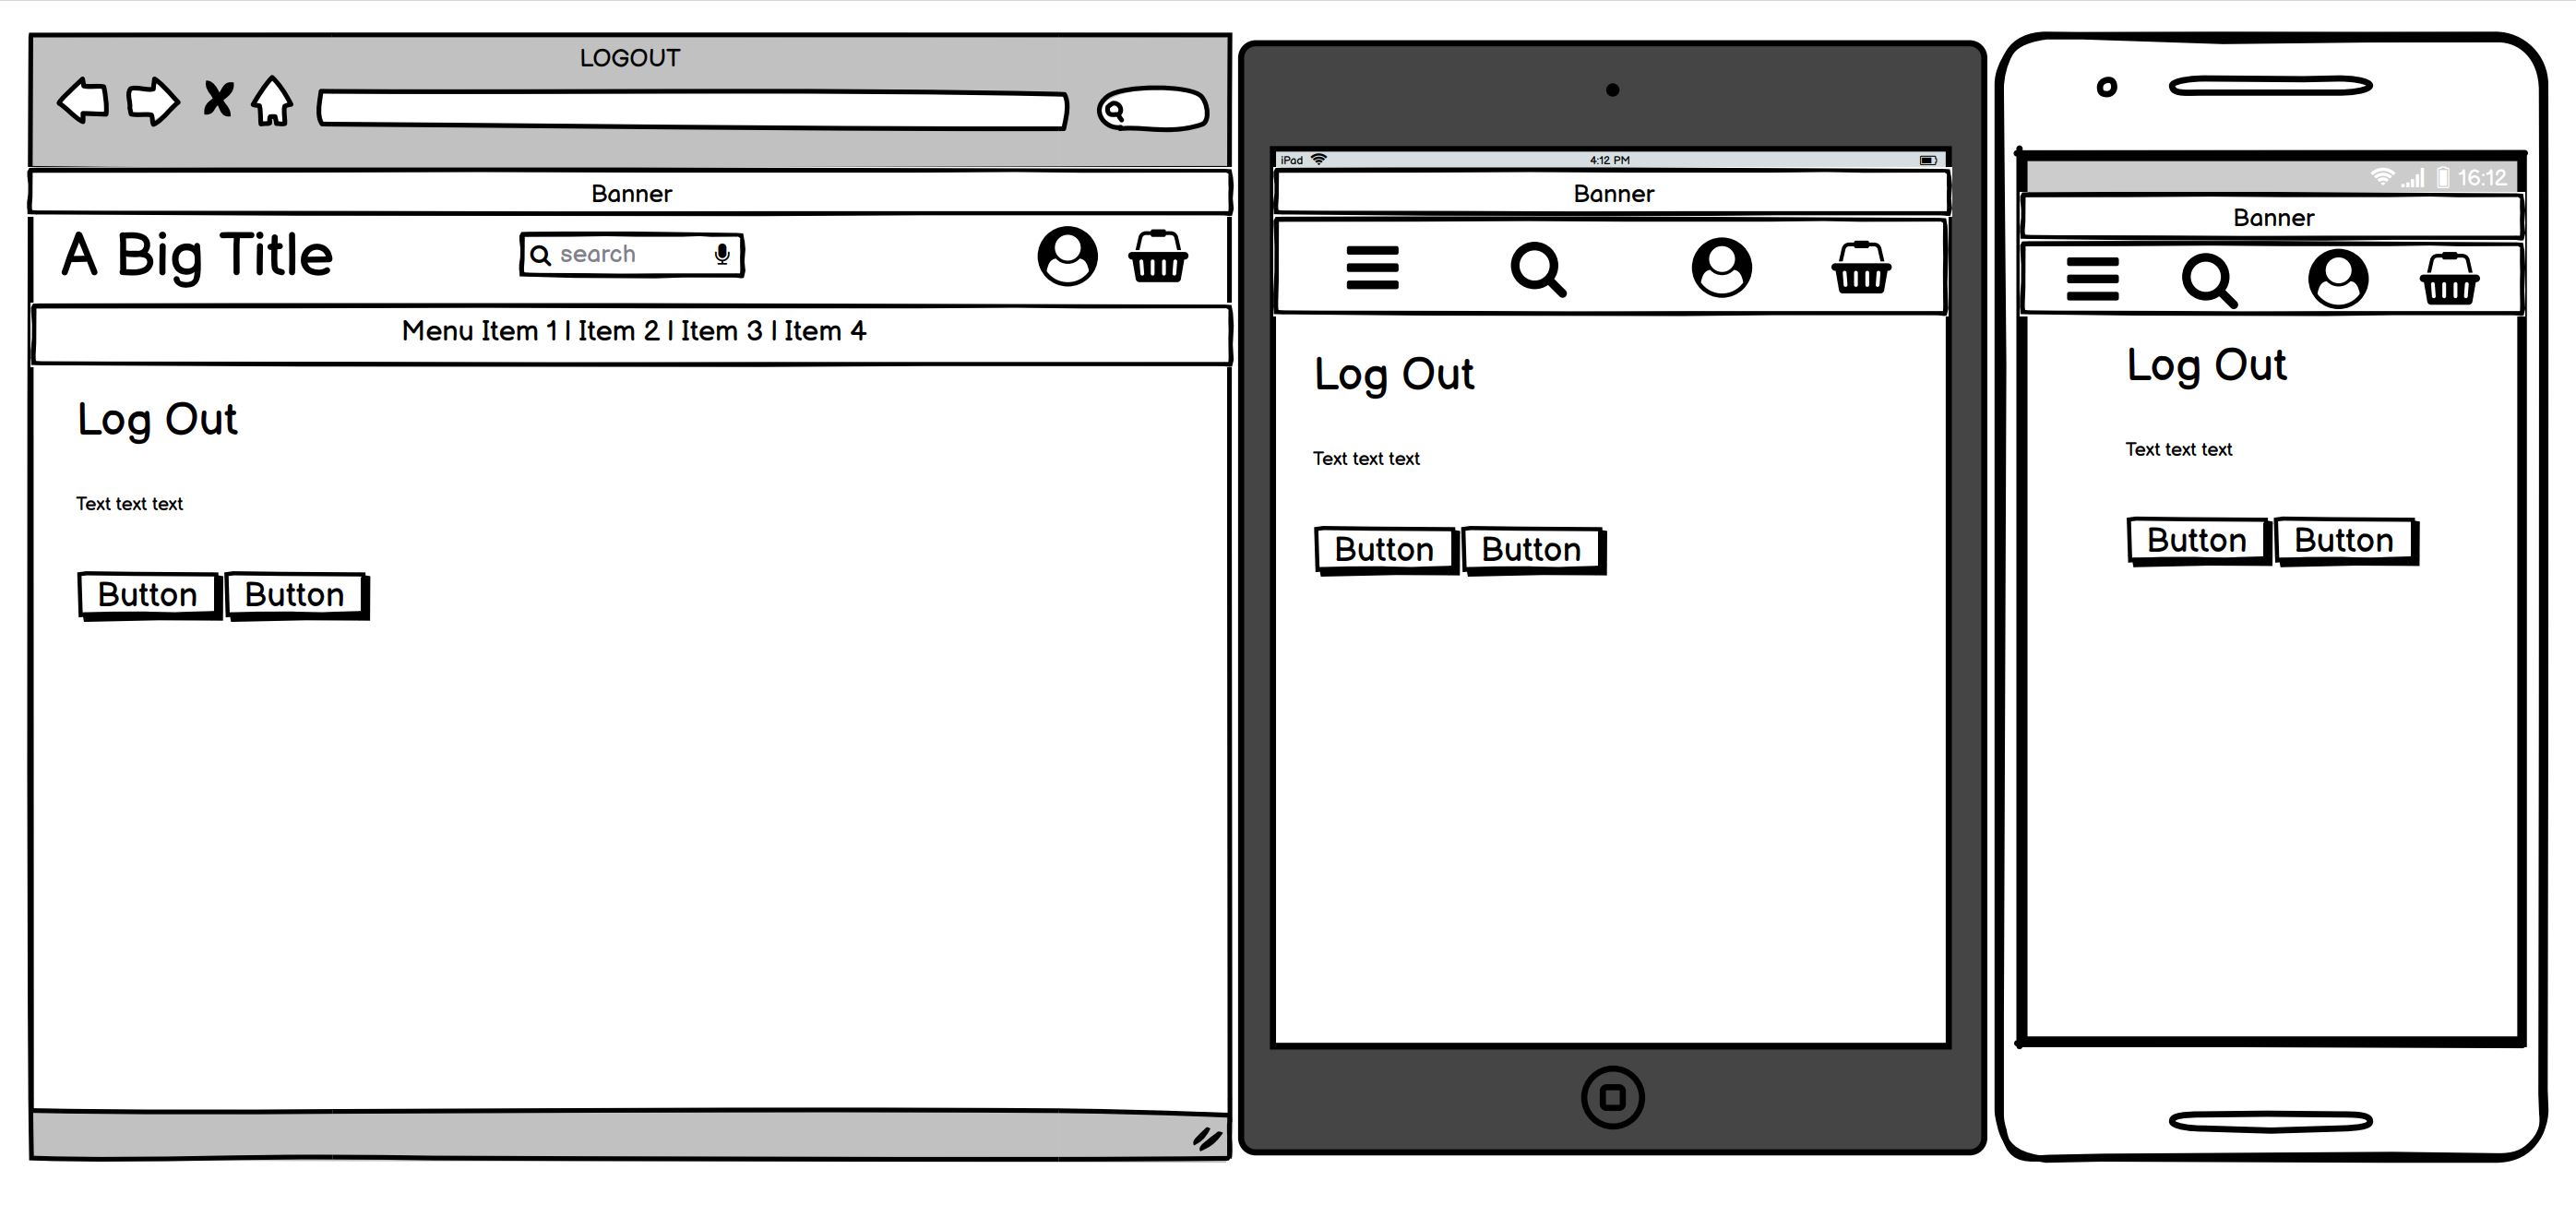 LOGOUT
Banner
A Big Title
search
Menu Item 1 | Item 2 | Item 3 | Item 4
Log Out
Text text text
Button Button
iPad 4:12 PM
Banner
Log Out
Text text text
Button Button
16:12
Banner
Log Out
Text text text
Button Button